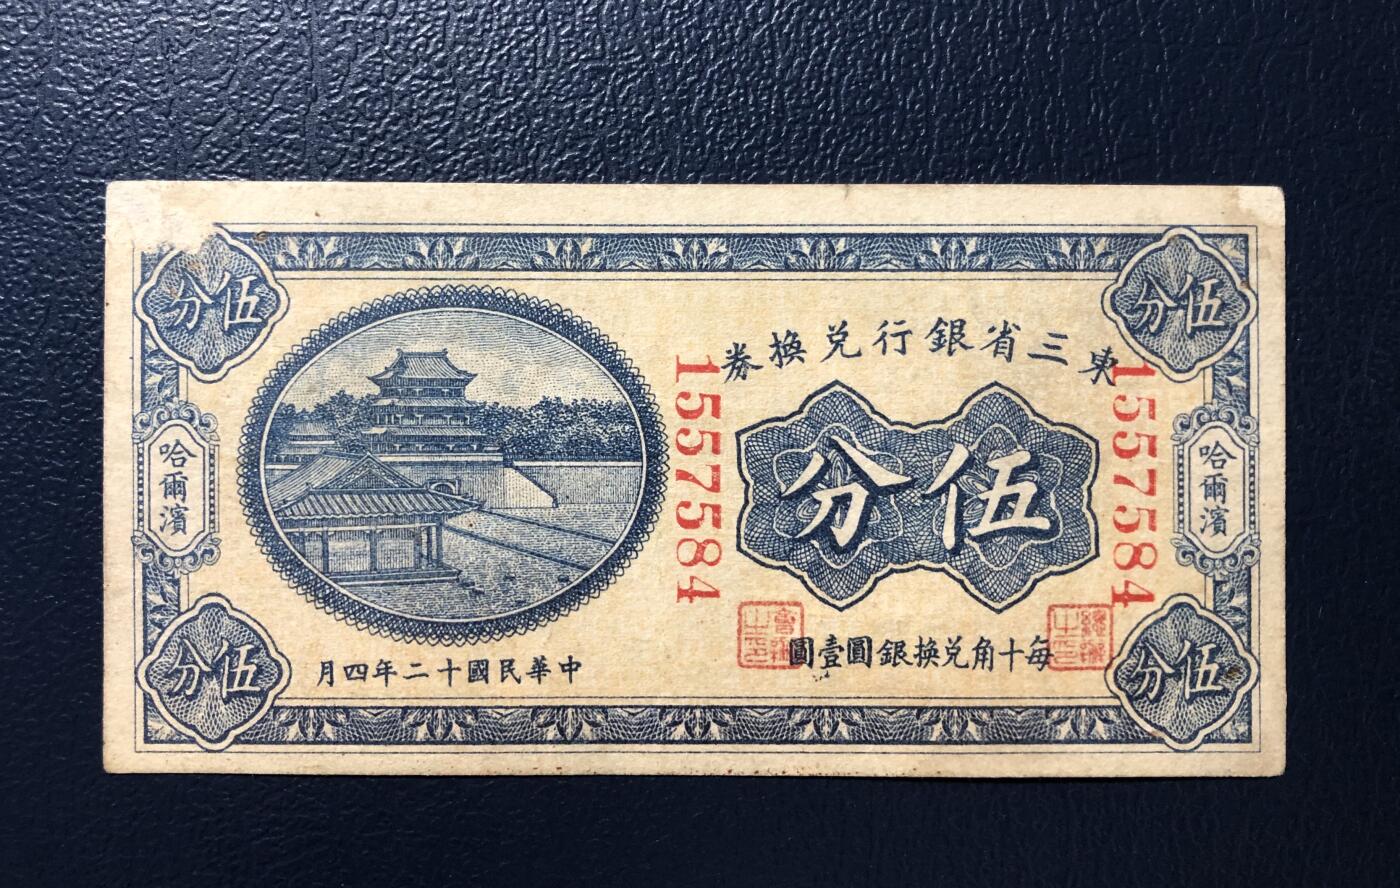 東三省銀行兌換券
伍分
伍分
伍分
1557584
1557584
哈爾濱
哈爾濱
每十角兌換銀圓壹圓
中華民國十二年四月
伍分
伍分